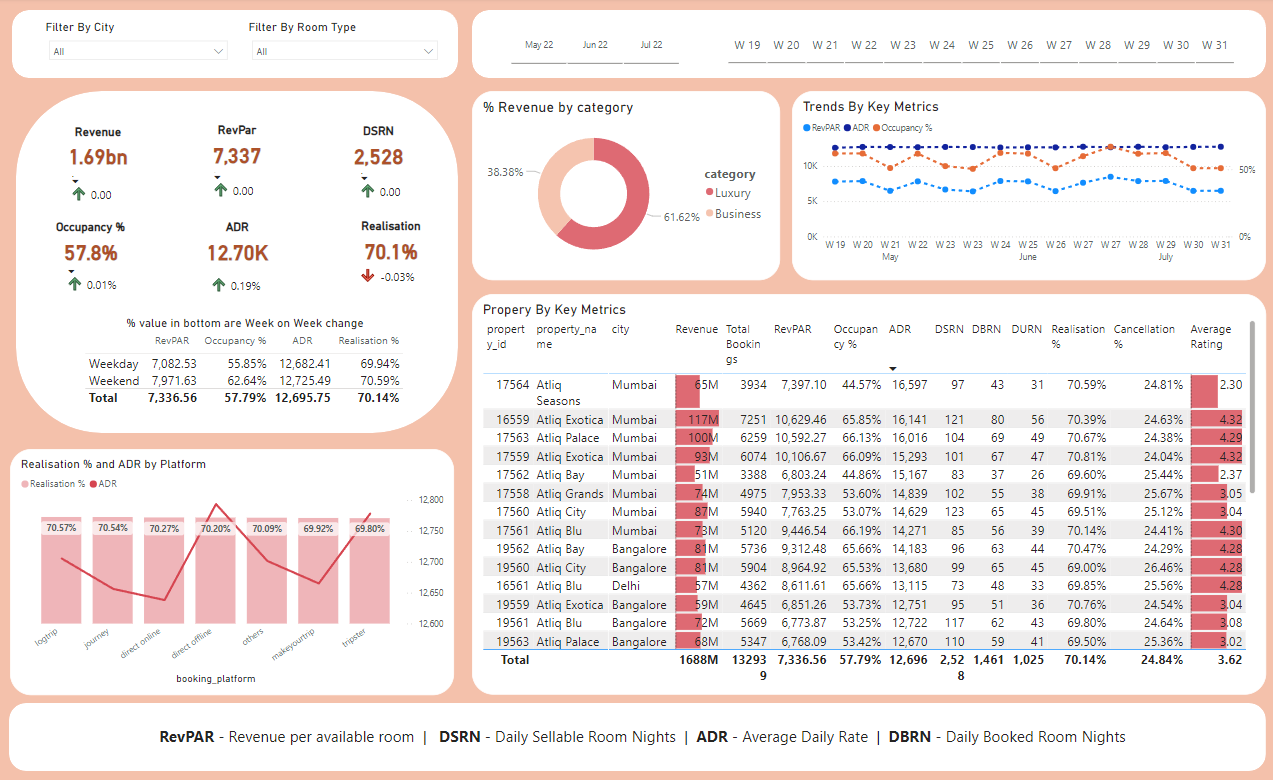 Filter By City
All
Filter By Room Type
All
May 22 Jun 22 Jul 22
W 19 W 20 W 21 W 22 W 23 W 24 W 25 W 26 W 27 W 28 W 29 W 30 W 31
Revenue
1.69bn
0.00
RevPar
7,337
0.00
DSRN
2,528
0.00
Occupancy %
57.8%
0.01%
ADR
12.70K
0.19%
Realisation
70.1%
-0.03%
% value in bottom are Week on Week change
RevPAR Occupancy % ADR Realisation %
Weekday 7,082.53 55.85% 12,682.41 69.94%
Weekend 7,971.63 62.64% 12,725.49 70.59%
Total 7,336.56 57.79% 12,695.75 70.14%
% Revenue by category
38.38%
61.62%
category
Luxury
Business
Trends By Key Metrics
RevPAR ADR Occupancy %
10K
5K
0K
50%
0%
W 19 W 20 W 21 W 22 W 23 W 24 W 25 W 26 W 27 W 28 W 29 W 30 W 31
May June July
Realisation % and ADR by Platform
Realisation % ADR
70.57% 70.54% 70.27% 70.20% 70.09% 69.92% 69.80%
12,800
12,750
12,700
12,650
12,600
logtrip journey direct online direct offline others makeyourtrip tripster
booking_platform
Propery By Key Metrics
propert property_na city Revenue Total RevPAR Occupan ADR DSRN DBRN DURN Realisation Cancellation Average
y_id me Bookin cy % % % Rating
gs
17564 Atliq Mumbai 65M 3934 7,397.10 44.57% 16,597 97 43 31 70.59% 24.81% 2.30
Seasons
16559 Atliq Exotica Mumbai 117M 7251 10,629.46 65.85% 16,141 121 80 56 70.39% 24.63% 4.32
17563 Atliq Palace Mumbai 100M 6259 10,592.27 66.13% 16,016 104 69 49 70.67% 24.38% 4.29
17559 Atliq Exotica Mumbai 93M 6074 10,106.67 66.09% 15,293 101 67 47 70.81% 24.04% 4.32
17562 Atliq Bay Mumbai 51M 3388 6,803.24 44.86% 15,167 83 37 26 69.60% 25.44% 2.37
17558 Atliq Grands Mumbai 74M 4975 7,953.33 53.60% 14,839 102 55 38 69.91% 25.67% 3.05
17560 Atliq City Mumbai 87M 5940 7,763.25 53.07% 14,629 123 65 45 69.51% 25.12% 3.04
17561 Atliq Blu Mumbai 73M 5120 9,446.54 66.19% 14,271 85 56 39 70.14% 24.41% 4.30
19562 Atliq Bay Bangalore 81M 5736 9,312.48 65.66% 14,183 96 63 44 70.47% 24.29% 4.28
19560 Atliq City Bangalore 81M 5904 8,964.92 65.53% 13,680 99 65 45 69.00% 26.46% 4.28
16561 Atliq Blu Delhi 57M 4362 8,611.61 65.66% 13,115 73 48 33 69.85% 25.56% 4.28
19559 Atliq Exotica Bangalore 59M 4645 6,851.26 53.73% 12,751 95 51 36 70.76% 24.54% 3.04
19561 Atliq Blu Bangalore 72M 5669 6,773.87 53.25% 12,722 117 62 43 69.80% 24.64% 3.08
19563 Atliq Palace Bangalore 68M 5347 6,768.09 53.42% 12,670 110 59 41 69.50% 25.36% 3.02
Total 1688M 13293 7,336.56 57.79% 12,696 2,52 1,461 1,025 70.14% 24.84% 3.62
9 8
RevPAR - Revenue per available room | DSRN - Daily Sellable Room Nights | ADR - Average Daily Rate | DBRN - Daily Booked Room Nights